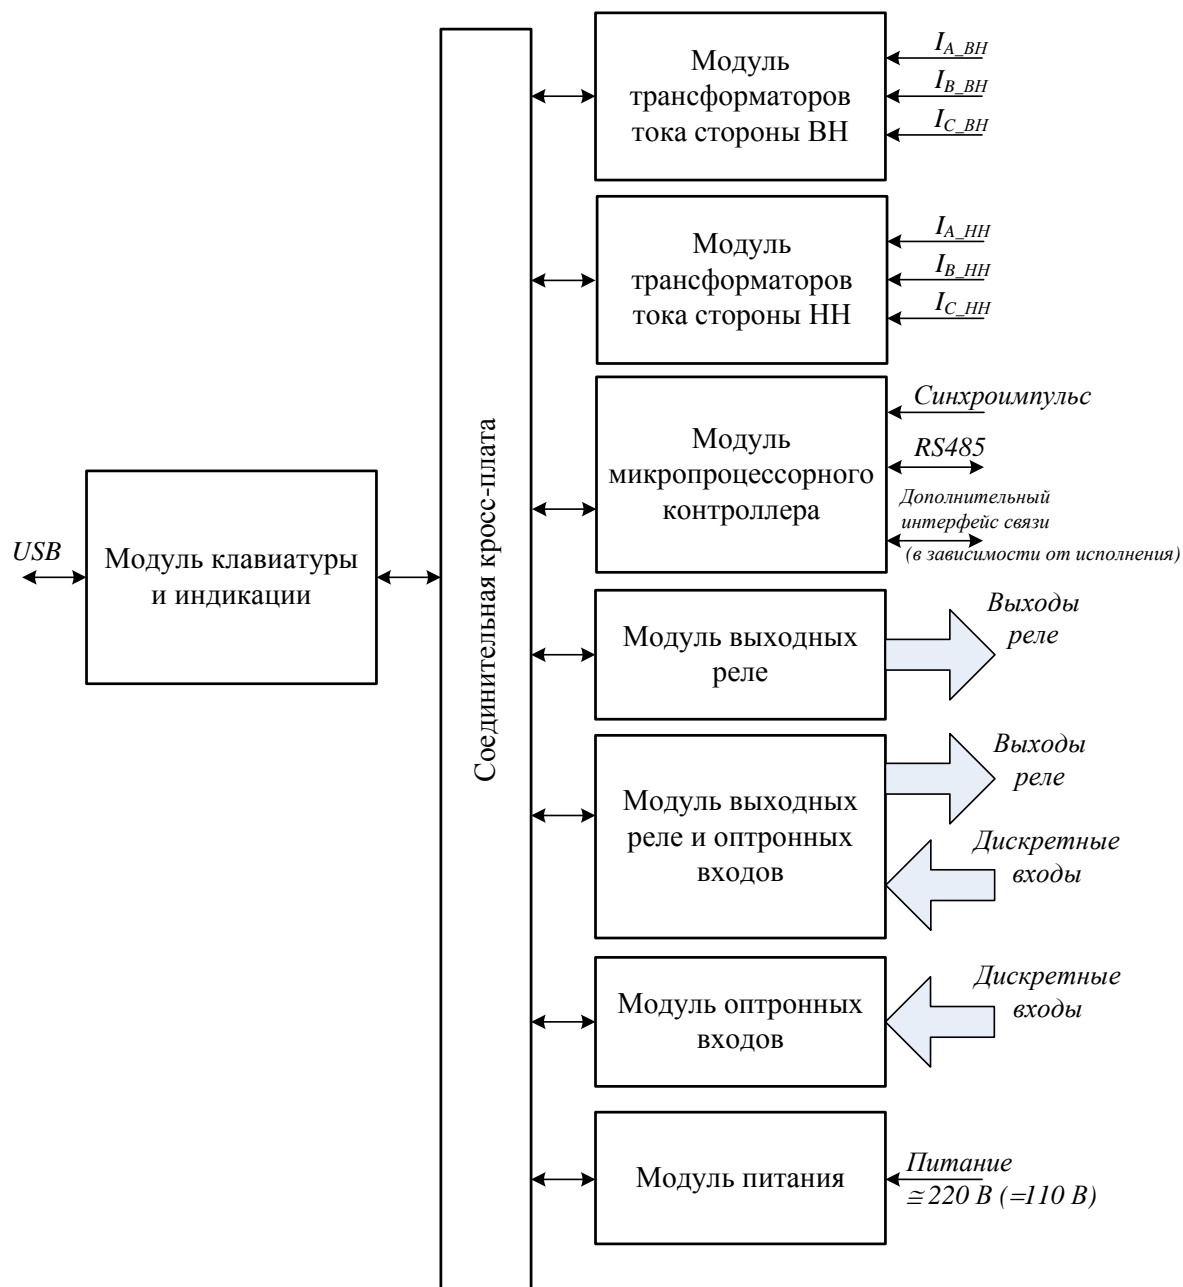 Модуль
трансформаторов
тока стороны ВН
I_A_ВН
I_B_ВН
I_C_ВН
Модуль
трансформаторов
тока стороны НН
I_A_НН
I_B_НН
I_C_НН
Модуль
микропроцессорного
контроллера
Синхроимпульс
RS485
Дополнительный
интерфейс связи
(в зависимости от исполнения)
Соединительная кросс-плата
USB
Модуль клавиатуры
и индикации
Модуль выходных
реле
Выходы
реле
Модуль выходных
реле и оптронных
входов
Выходы
реле
Дискретные
входы
Модуль оптронных
входов
Дискретные
входы
Модуль питания
Питание
≅220 В (=110 В)